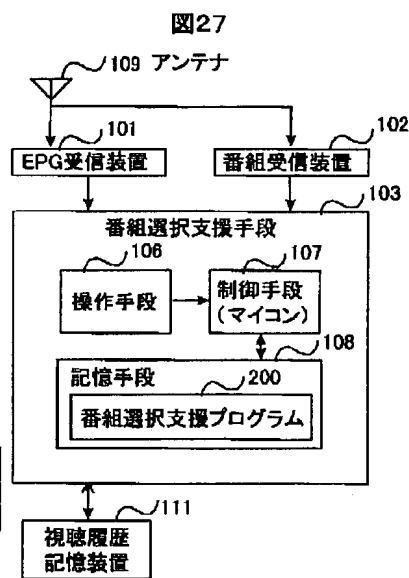 図27
109 アンテナ
101
102
EPG受信装置
番組受信装置
103
番組選択支援手段
106
107
操作手段
制御手段
(マイコン)
108
記憶手段
200
番組選択支援プログラム
111
視聴履歴
記憶装置